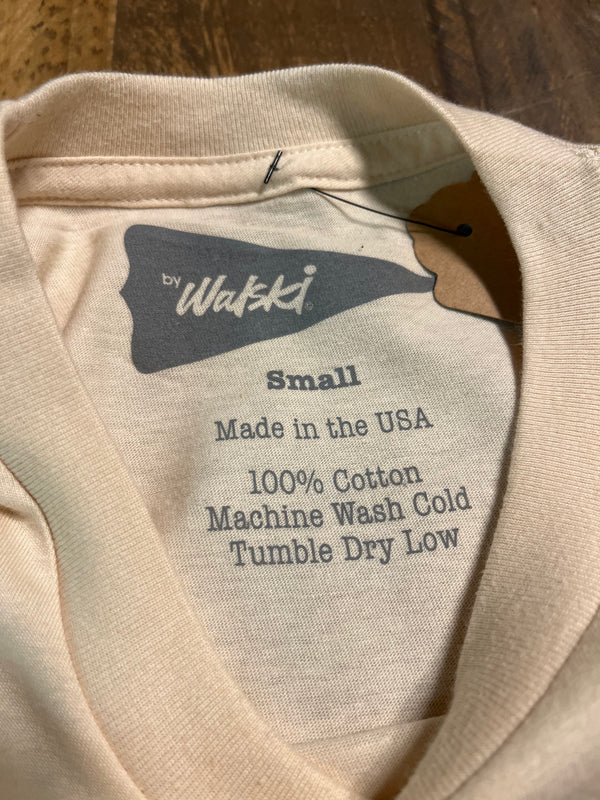 by Walski
Small
Made in the USA
100% Cotton
Machine Wash Cold
Tumble Dry Low